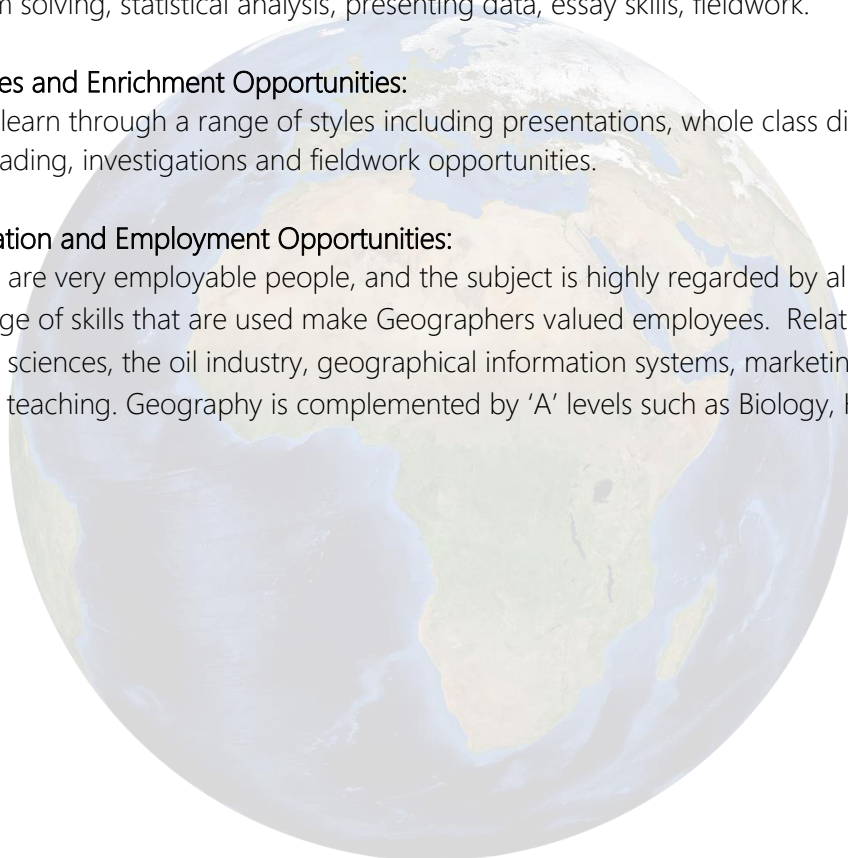 m solving, statistical analysis, presenting data, essay skills, fieldwork.
es and Enrichment Opportunities:
learn through a range of styles including presentations, whole class di
ading, investigations and fieldwork opportunities.
ation and Employment Opportunities:
are very employable people, and the subject is highly regarded by al
ge of skills that are used make Geographers valued employees. Relat
sciences, the oil industry, geographical information systems, marketin
teaching. Geography is complemented by ‘A’ levels such as Biology, H